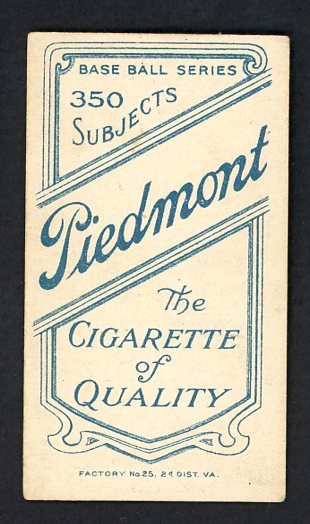 BASE BALL SERIES
350
SUBJECTS
Piedmont
The
CIGARETTE
of
QUALITY
FACTORY No. 25, 2d DIST. VA.